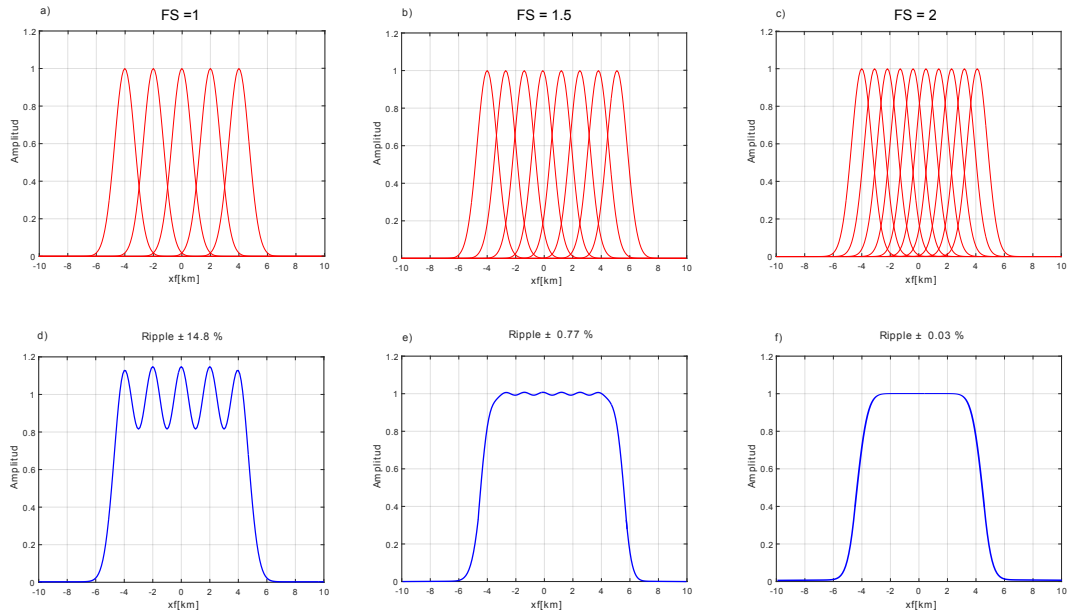 a)
FS =1
1.2
1
0.8
0.6
0.4
0.2
0
Amplitud
-10 -8 -6 -4 -2 0 2 4 6 8 10
xf[km]
b)
FS = 1.5
1.2
1
0.8
0.6
0.4
0.2
0
Amplitud
-10 -8 -6 -4 -2 0 2 4 6 8 10
xf[km]
c)
FS = 2
1.2
1
0.8
0.6
0.4
0.2
0
Amplitud
-10 -8 -6 -4 -2 0 2 4 6 8 10
xf[km]
d)
Ripple ± 14.8 %
1.2
1
0.8
0.6
0.4
0.2
0
Amplitud
-10 -8 -6 -4 -2 0 2 4 6 8 10
xf[km]
e)
Ripple ± 0.77 %
1.2
1
0.8
0.6
0.4
0.2
0
Amplitud
-10 -8 -6 -4 -2 0 2 4 6 8 10
xf[km]
f)
Ripple ± 0.03 %
1.2
1
0.8
0.6
0.4
0.2
0
Amplitud
-10 -8 -6 -4 -2 0 2 4 6 8 10
xf[km]